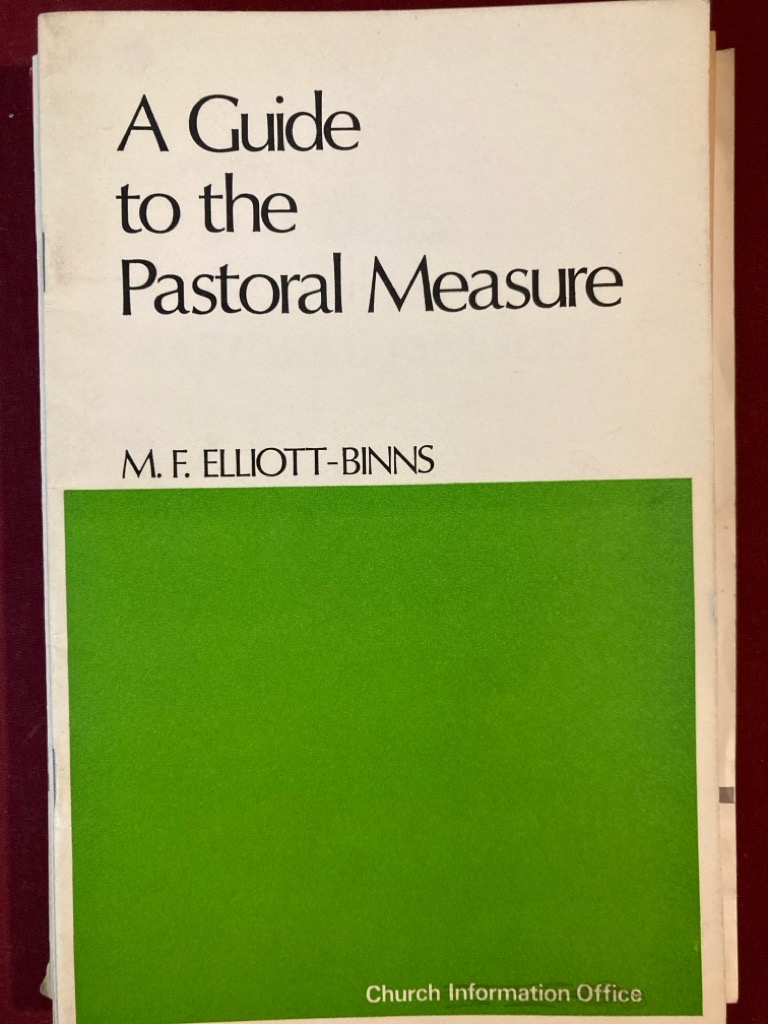 A Guide
to the
Pastoral Measure
M. F. ELLIOTT-BINNS
Church Information Office